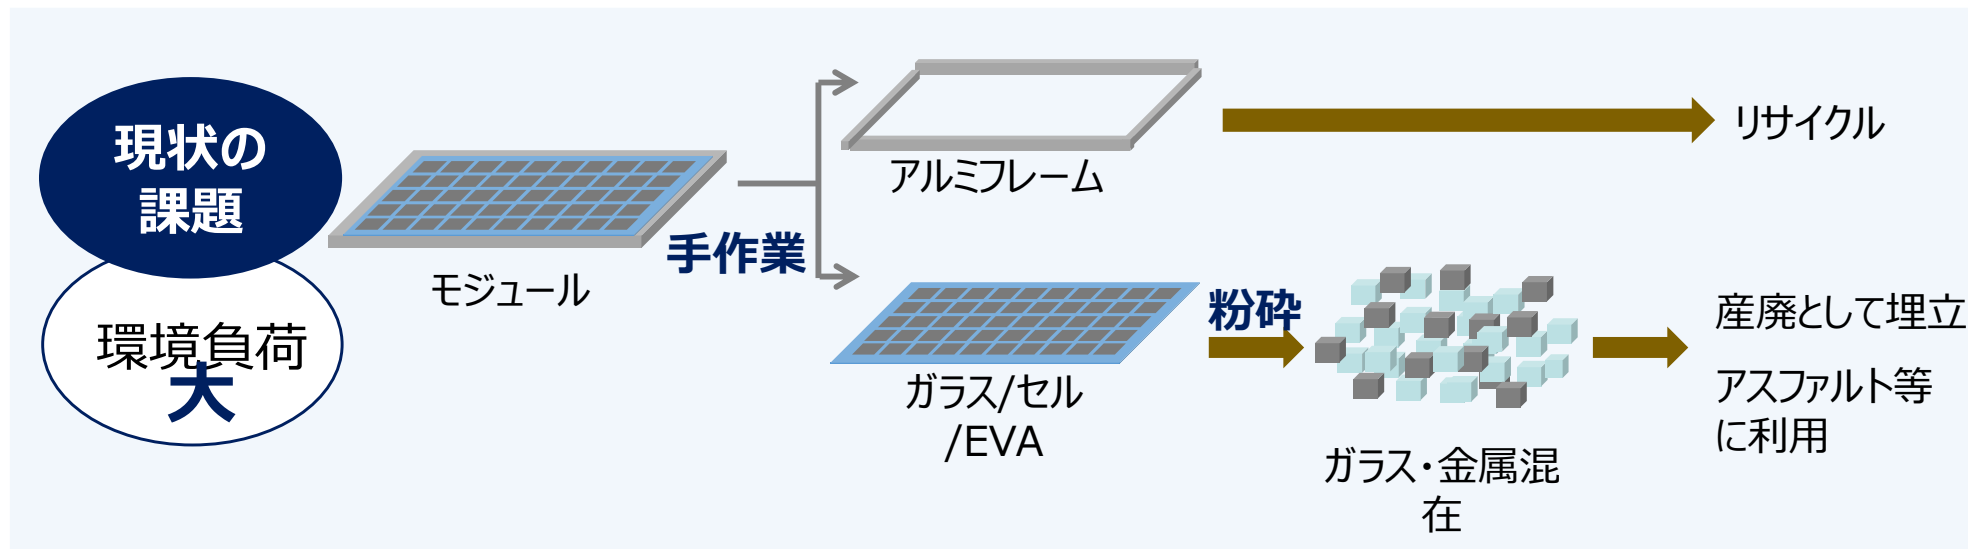 現状の
課題
環境負荷
大
モジュール
手作業
アルミフレーム
リサイクル
ガラス/セル
/EVA
粉砕
ガラス・金属混
在
産廃として埋立
アスファルト等
に利用